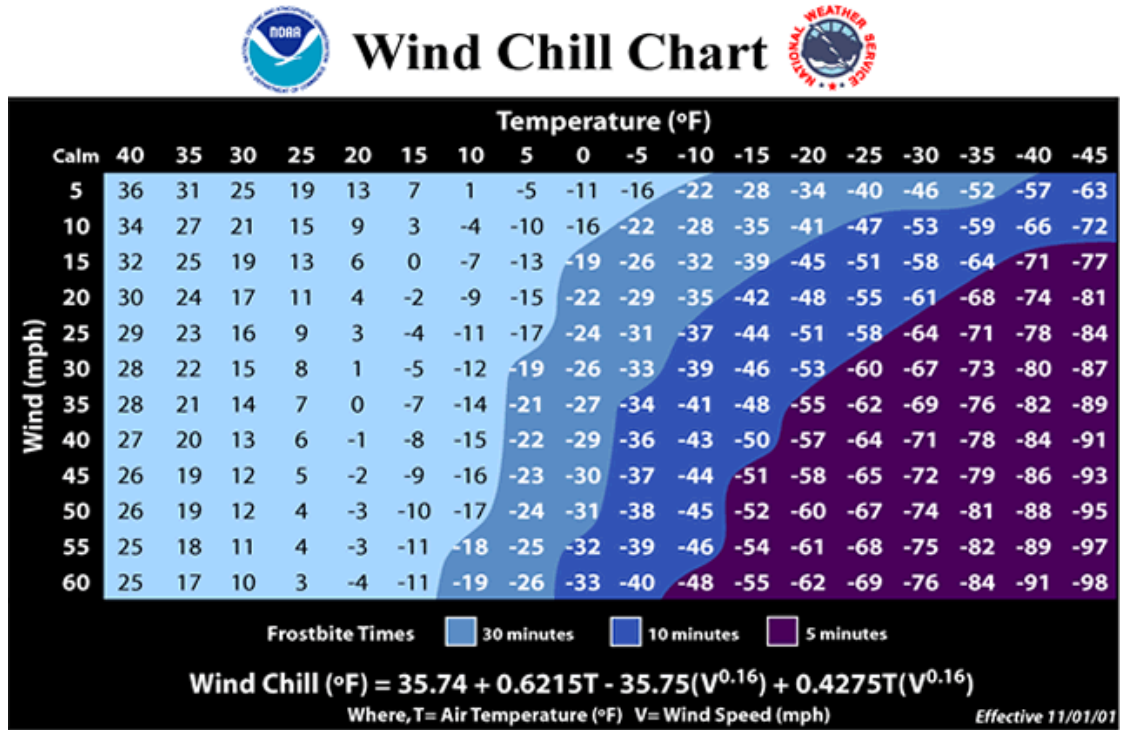 NOAA
NATIONAL OCEANIC AND ATMOSPHERIC ADMINISTRATION
U.S. DEPARTMENT OF COMMERCE
Wind Chill Chart
NATIONAL WEATHER SERVICE
Temperature (ºF)
Calm 40 35 30 25 20 15 10 5 0 -5 -10 -15 -20 -25 -30 -35 -40 -45
5 36 31 25 19 13 7 1 -5 -11 -16 -22 -28 -34 -40 -46 -52 -57 -63
10 34 27 21 15 9 3 -4 -10 -16 -22 -28 -35 -41 -47 -53 -59 -66 -72
15 32 25 19 13 6 0 -7 -13 -19 -26 -32 -39 -45 -51 -58 -64 -71 -77
20 30 24 17 11 4 -2 -9 -15 -22 -29 -35 -42 -48 -55 -61 -68 -74 -81
25 29 23 16 9 3 -4 -11 -17 -24 -31 -37 -44 -51 -58 -64 -71 -78 -84
30 28 22 15 8 1 -5 -12 -19 -26 -33 -39 -46 -53 -60 -67 -73 -80 -87
35 28 21 14 7 0 -7 -14 -21 -27 -34 -41 -48 -55 -62 -69 -76 -82 -89
40 27 20 13 6 -1 -8 -15 -22 -29 -36 -43 -50 -57 -64 -71 -78 -84 -91
45 26 19 12 5 -2 -9 -16 -23 -30 -37 -44 -51 -58 -65 -72 -79 -86 -93
50 26 19 12 4 -3 -10 -17 -24 -31 -38 -45 -52 -60 -67 -74 -81 -88 -95
55 25 18 11 4 -3 -11 -18 -25 -32 -39 -46 -54 -61 -68 -75 -82 -89 -97
60 25 17 10 3 -4 -11 -19 -26 -33 -40 -48 -55 -62 -69 -76 -84 -91 -98
Wind (mph)
Frostbite Times 30 minutes 10 minutes 5 minutes
Wind Chill (ºF) = 35.74 + 0.6215T - 35.75(V^0.16) + 0.4275T(V^0.16)
Where, T= Air Temperature (ºF) V= Wind Speed (mph)
Effective 11/01/01